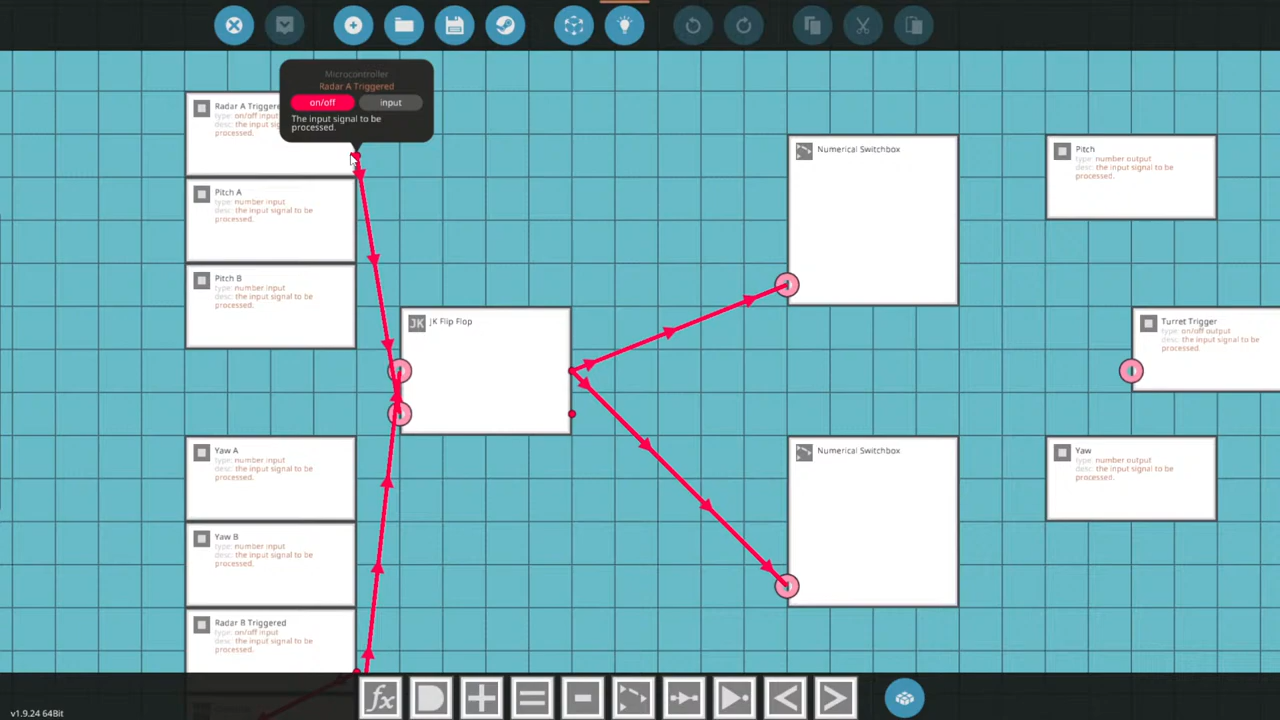 Microcontroller
Radar A Triggered
on/off
input
The input signal to be
processed.
Radar A Triggere
type: on/off input
desc: the input sig
processed.
Pitch A
type: number input
desc: the input signal to be
processed.
Pitch B
type: number input
desc: the input signal to be
processed.
JK
JK Flip Flop
Yaw A
type: number input
desc: the input signal to be
processed.
Yaw B
type: number input
desc: the input signal to be
processed.
Radar B Triggered
type: on/off input
desc: the input signal to be
processed.
Numerical Switchbox
Numerical Switchbox
Pitch
type: number output
desc: the input signal to be
processed.
Turret Trigger
type: on/off output
desc: the input signal to be
processed.
Yaw
type: number output
desc: the input signal to be
processed.
fx
v1.9.24 64Bit